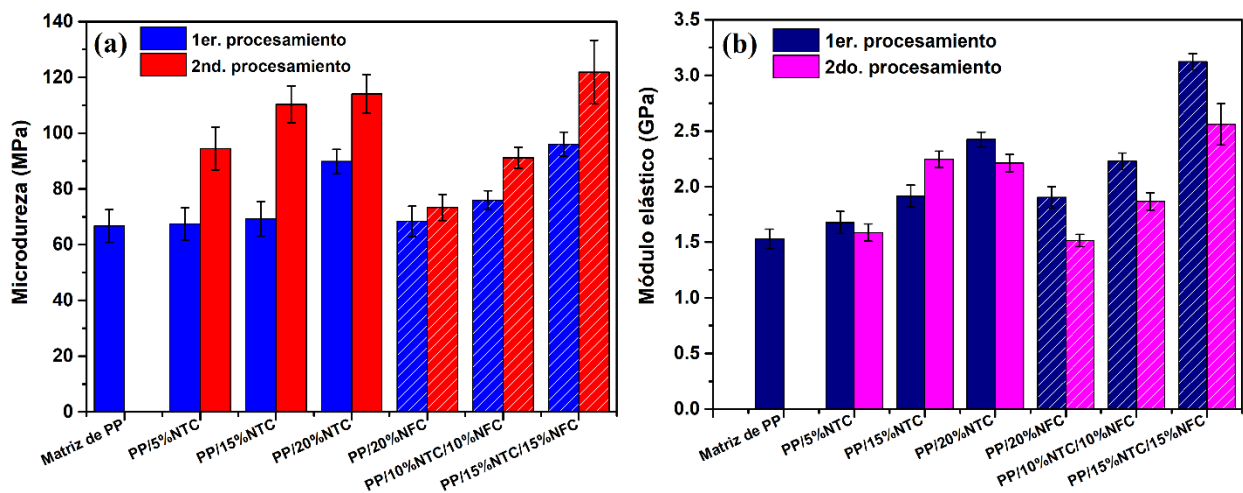 (a)
1er. procesamiento
2nd. procesamiento
Microdureza (MPa)
140
120
100
80
60
40
20
0
Matriz de PP
PP/5%NTC
PP/15%NTC
PP/20%NTC
PP/20%NFC
PP/10%NTC/10%NFC
PP/15%NTC/15%NFC
(b)
1er. procesamiento
2do. procesamiento
Módulo elástico (GPa)
3.5
3.0
2.5
2.0
1.5
1.0
0.5
0.0
Matriz de PP
PP/5%NTC
PP/15%NTC
PP/20%NTC
PP/20%NFC
PP/10%NTC/10%NFC
PP/15%NTC/15%NFC